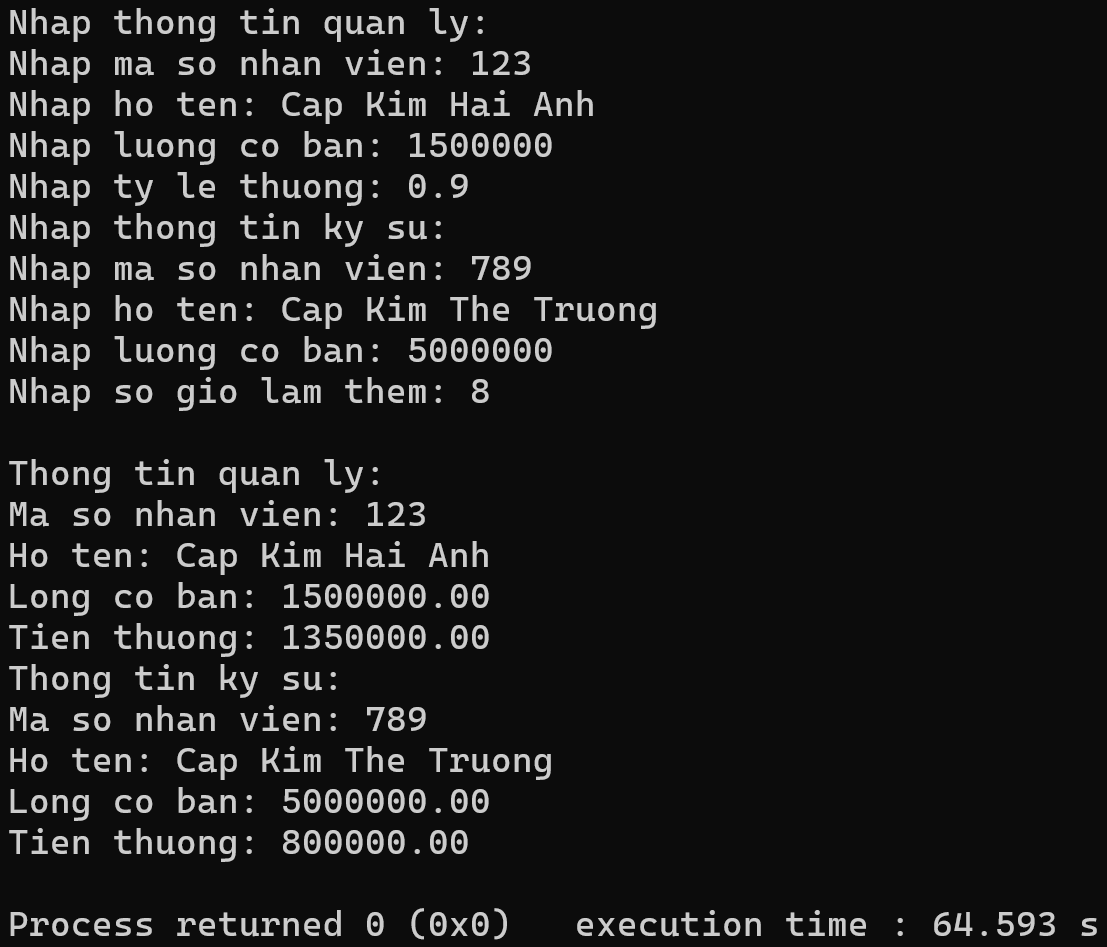 Nhap thong tin quan ly:
Nhap ma so nhan vien: 123
Nhap ho ten: Cap Kim Hai Anh
Nhap luong co ban: 1500000
Nhap ty le thuong: 0.9
Nhap thong tin ky su:
Nhap ma so nhan vien: 789
Nhap ho ten: Cap Kim The Truong
Nhap luong co ban: 5000000
Nhap so gio lam them: 8

Thong tin quan ly:
Ma so nhan vien: 123
Ho ten: Cap Kim Hai Anh
Long co ban: 1500000.00
Tien thuong: 1350000.00
Thong tin ky su:
Ma so nhan vien: 789
Ho ten: Cap Kim The Truong
Long co ban: 5000000.00
Tien thuong: 800000.00

Process returned 0 (0x0)   execution time : 64.593 s